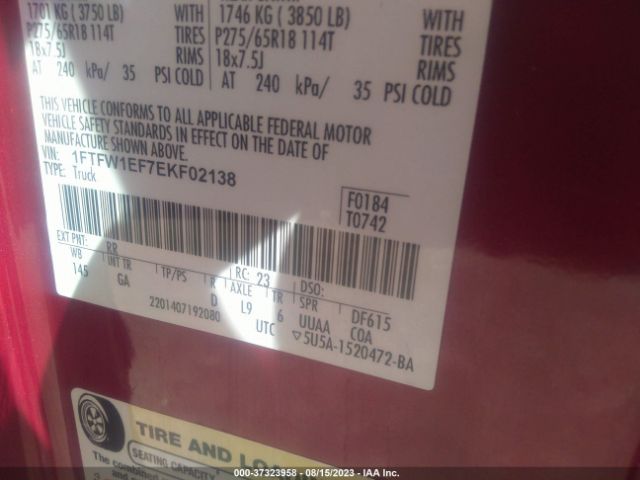 1701 KG ( 3750 LB) WITH 1746 KG ( 3850 LB) WITH
P275/65R18 114T TIRES P275/65R18 114T TIRES
18x7.5J RIMS 18x7.5J RIMS
AT 240 kPa/ 35 PSI COLD AT 240 kPa/ 35 PSI COLD
THIS VEHICLE CONFORMS TO ALL APPLICABLE FEDERAL MOTOR
VEHICLE SAFETY STANDARDS IN EFFECT ON THE DATE OF
MANUFACTURE SHOWN ABOVE.
VIN: 1FTFW1EF7EKF02138
TYPE: Truck
F0184
T0742
EXT PNT: RR RC: 23 DSO:
WB INT TR TP/PS R AXLE TR SPR
145 GA D L9 6 UUAA DF615
2201407192080 UTC COA
▽5U5A-1520472-BA
TIRE AND
SEATING CAPACITY
The combined
000-37323958 - 08/15/2023 - IAA Inc.